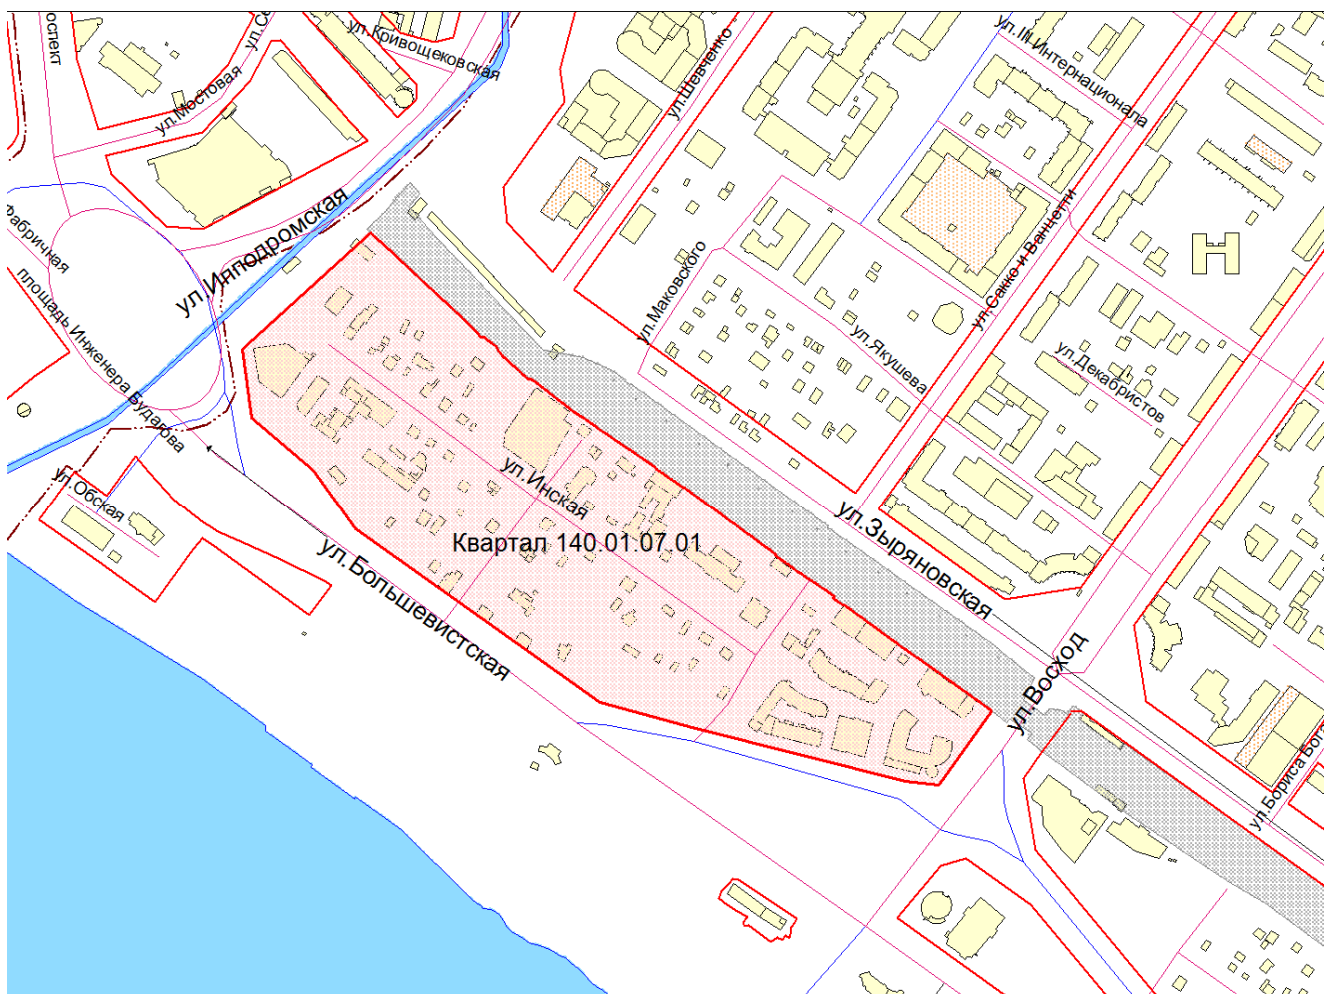 оспект
ул.Мостовая
ул.Кривощековская
ул.Шевченко
ул.III Интернационала
ул.Ипподромская
Фабричная
площадь Инженера Будагова
ул.Маковского
ул.Сакко и Ванцетти
ул.Якушева
ул.Декабристов
ул.Обская
ул.Инская
Квартал 140.01.07.01
ул.Большевистская
ул.Зыряновская
ул.Восход
ул.Бориса Бога